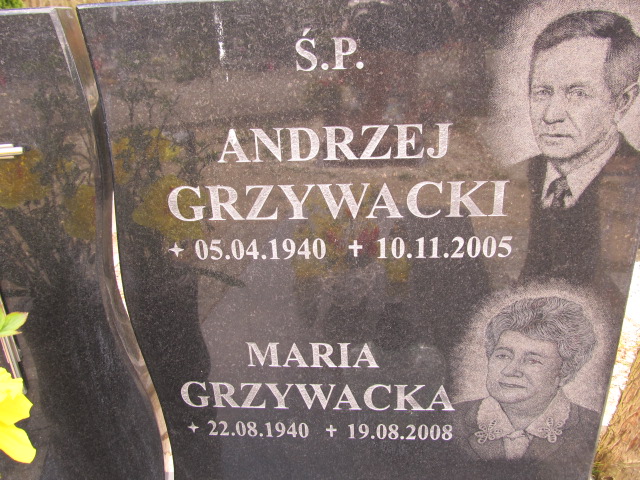 Ś.P.
ANDRZEJ
GRZYWACKI
✦ 05.04.1940 ✝ 10.11.2005
MARIA
GRZYWACKA
✦ 22.08.1940 ✝ 19.08.2008